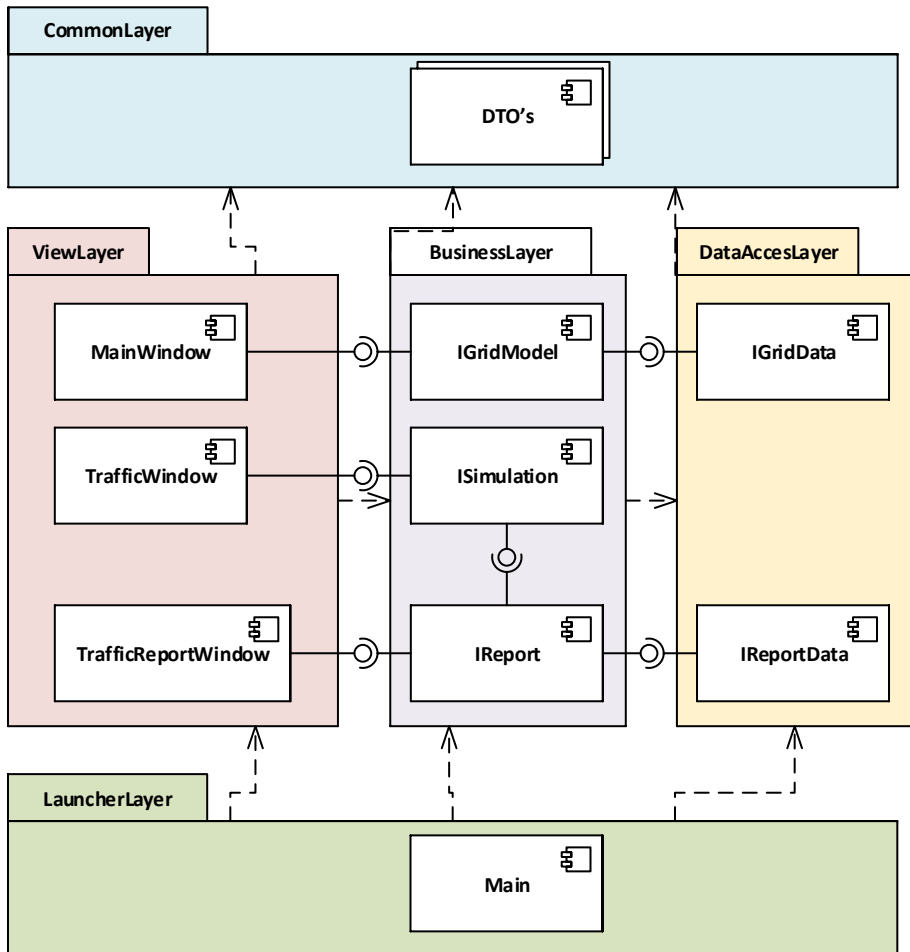 CommonLayer
DTO’s
ViewLayer
BusinessLayer
DataAccesLayer
MainWindow
IGridModel
IGridData
TrafficWindow
ISimulation
TrafficReportWindow
IReport
IReportData
LauncherLayer
Main